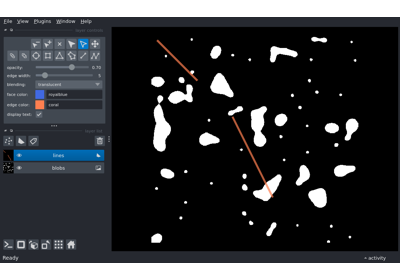 File View Plugins Window Help
opacity: 0.70
edge width: 5
blending: translucent
face color: royalblue
edge color: coral
display text: ✓
lines
blobs
Ready
activity